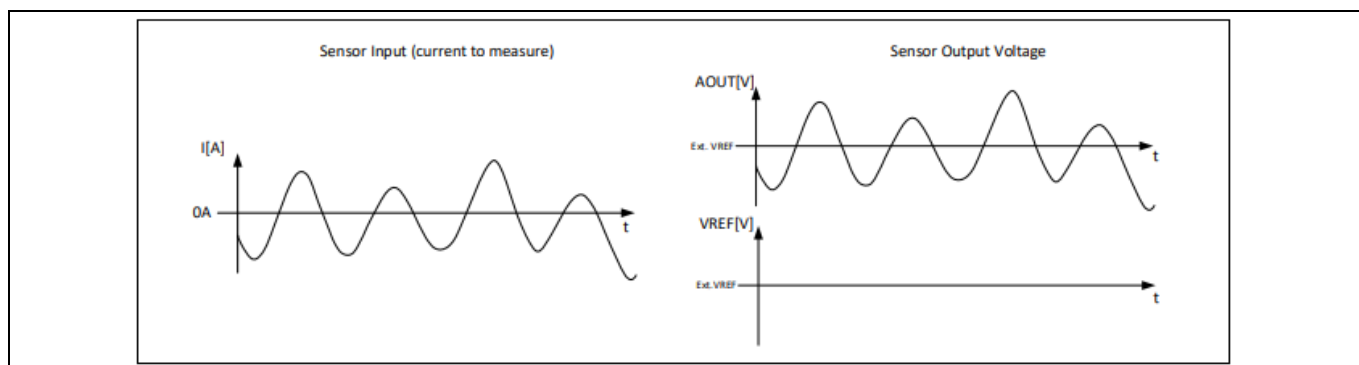 Sensor Input (current to measure)
I[A]
0A
t
Sensor Output Voltage
AOUT[V]
Ext. VREF
t
VREF[V]
Ext.VREF
t